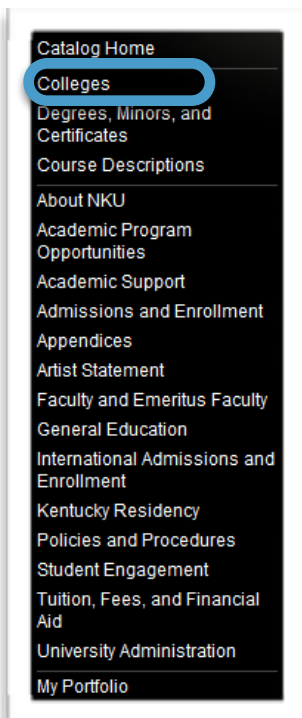 Catalog Home
Colleges
Degrees, Minors, and
Certificates
Course Descriptions
About NKU
Academic Program
Opportunities
Academic Support
Admissions and Enrollment
Appendices
Artist Statement
Faculty and Emeritus Faculty
General Education
International Admissions and
Enrollment
Kentucky Residency
Policies and Procedures
Student Engagement
Tuition, Fees, and Financial
Aid
University Administration
My Portfolio